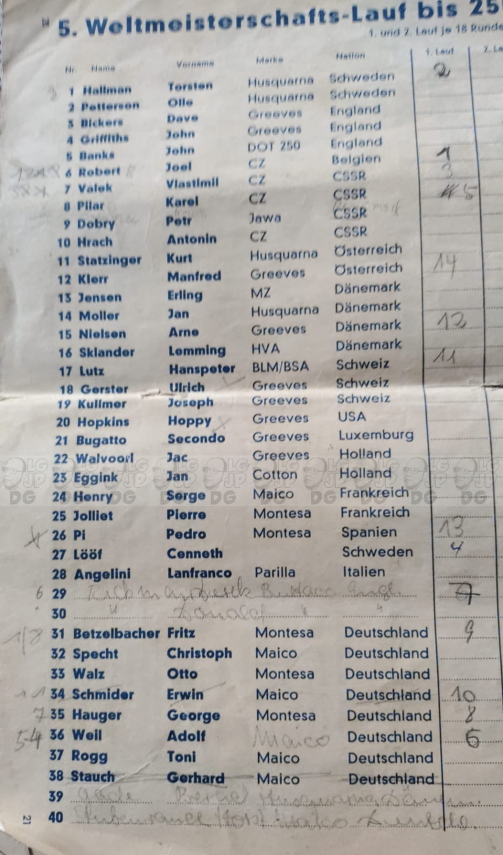 5. Weltmeisterschafts-Lauf bis 25
1. und 2. Lauf je 18 Runde
Nr. Name Vorname Marke Nation 1. Lauf 2. La
1 Hallman Torsten Husquarna Schweden 2
2 Petterson Olle Husquarna Schweden
3 Bickers Dave Greeves England
4 Griffiths John Greeves England
5 Banks John DOT 250 England
6 Robert Joel CZ Belgien 1
7 Valek Vlastimil CZ CSSR 3
8 Pilar Karel CZ CSSR 5
9 Dobry Petr Jawa CSSR
10 Hrach Antonin CZ CSSR
11 Statzinger Kurt Husquarna Österreich
12 Klerr Manfred Greeves Österreich 14
13 Jensen Erling MZ Dänemark
14 Moller Jan Husquarna Dänemark
15 Nielsen Arne Greeves Dänemark 12
16 Sklander Lemming HVA Dänemark
17 Lutz Hanspeter BLM/BSA Schweiz 11
18 Gerster Ulrich Greeves Schweiz
19 Kullmer Joseph Greeves Schweiz
20 Hopkins Hoppy Greeves USA
21 Bugatto Secondo Greeves Luxemburg
22 Walvoorl Jac Greeves Holland
23 Eggink Jan Cotton Holland
24 Henry Serge Maico Frankreich
25 Jolliet Pierre Montesa Frankreich
26 Pi Pedro Montesa Spanien 13
27 Lööf Cenneth Schweden 4
28 Angelini Lanfranco Parilla Italien
6 29 7
30
31 Betzelbacher Fritz Montesa Deutschland 9
32 Specht Christoph Maico Deutschland
33 Walz Otto Montesa Deutschland
34 Schmider Erwin Maico Deutschland 10
7 35 Hauger George Montesa Deutschland 8
54 36 Weil Adolf Maico Deutschland 6
37 Rogg Toni Maico Deutschland
38 Stauch Gerhard Maico Deutschland
39
40
21